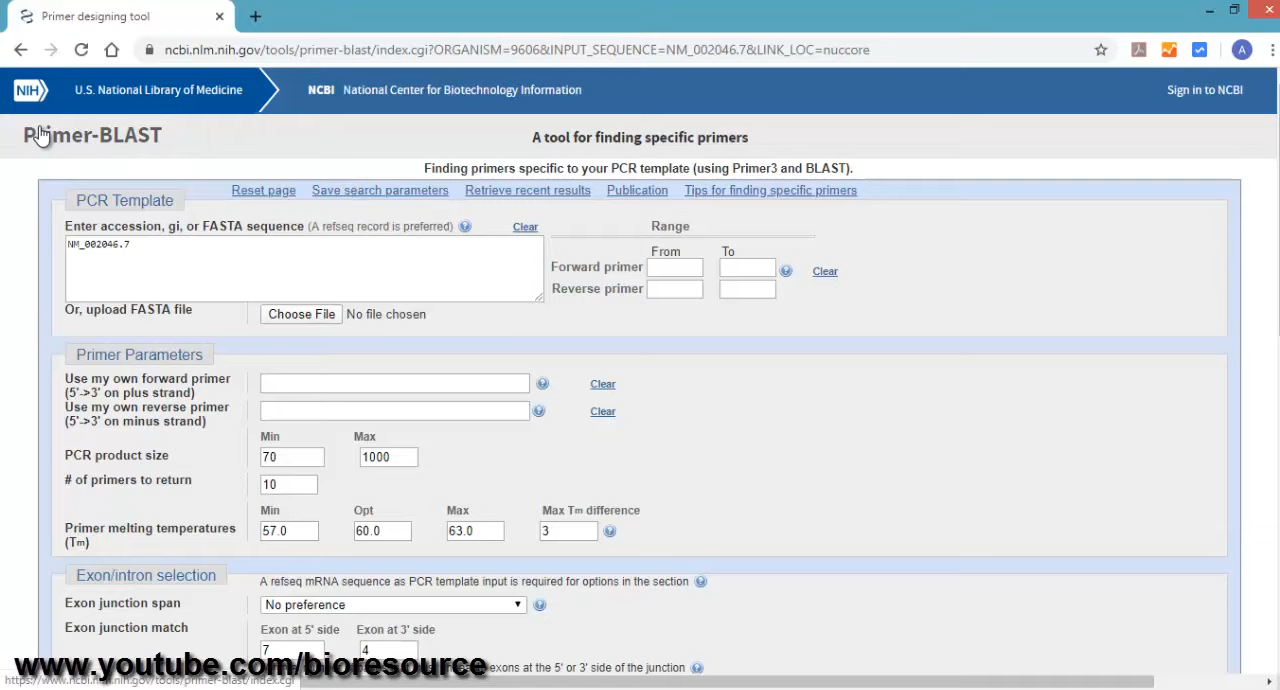 Primer designing tool
ncbi.nlm.nih.gov/tools/primer-blast/index.cgi?ORGANISM=9606&INPUT_SEQUENCE=NM_002046.7&LINK_LOC=nuccore
A
NIH U.S. National Library of Medicine NCBI National Center for Biotechnology Information Sign in to NCBI
Primer-BLAST A tool for finding specific primers
Finding primers specific to your PCR template (using Primer3 and BLAST).
Reset page Save search parameters Retrieve recent results Publication Tips for finding specific primers
PCR Template
Enter accession, gi, or FASTA sequence (A refseq record is preferred) Clear Range
NM_002046.7
From To
Forward primer Clear
Reverse primer
Or, upload FASTA file Choose File No file chosen
Primer Parameters
Use my own forward primer (5'->3' on plus strand) Clear
Use my own reverse primer (5'->3' on minus strand) Clear
Min Max
PCR product size 70 1000
# of primers to return 10
Min Opt Max Max Tm difference
Primer melting temperatures (Tm) 57.0 60.0 63.0 3
Exon/intron selection A refseq mRNA sequence as PCR template input is required for options in the section
Exon junction span No preference
Exon junction match Exon at 5' side Exon at 3' side
7 4
www.youtube.com/bioresource
exons at the 5' or 3' side of the junction
https://www.ncbi.nlm.nih.gov/tools/primer-blast/index.cgi